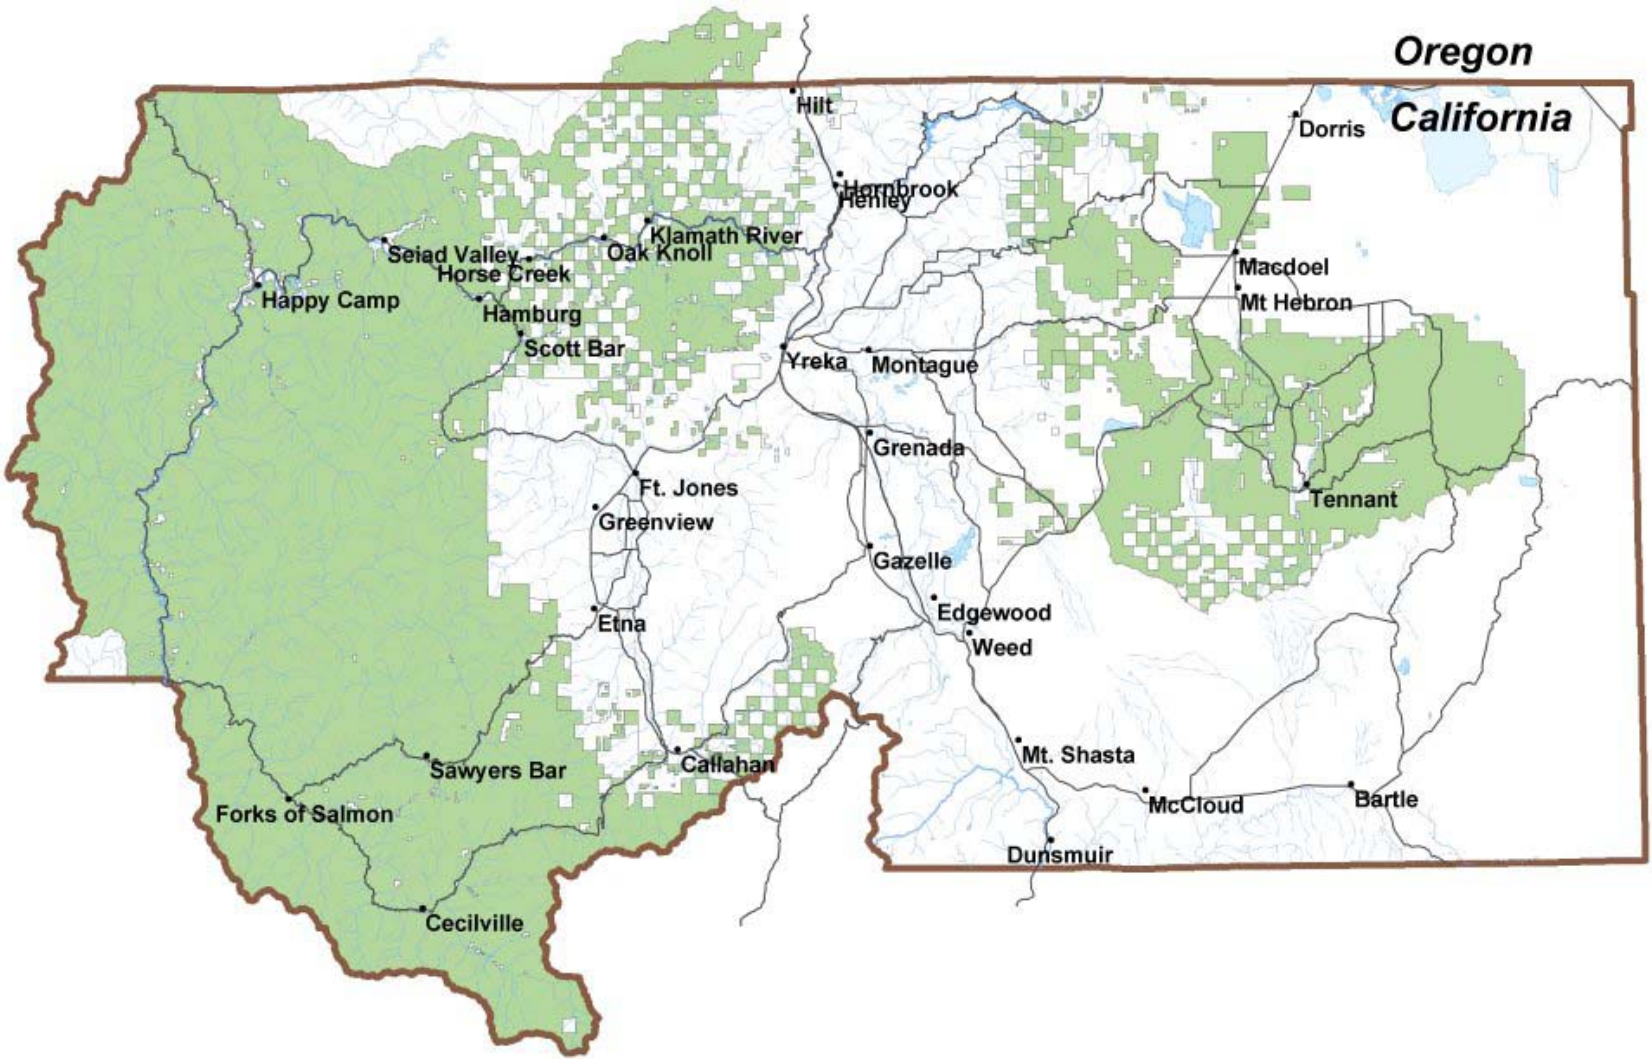 Oregon
Hilt
California
Dorris
Hornbrook
Henley
Klamath River
Seiad Valley
Oak Knoll
Horse Creek
Macdoel
Happy Camp
Mt Hebron
Hamburg
Scott Bar
Yreka
Montague
Grenada
Ft. Jones
Tennant
Greenview
Gazelle
Edgewood
Etna
Weed
Mt. Shasta
Callahan
Sawyers Bar
Bartle
McCloud
Forks of Salmon
Dunsmuir
Cecilville